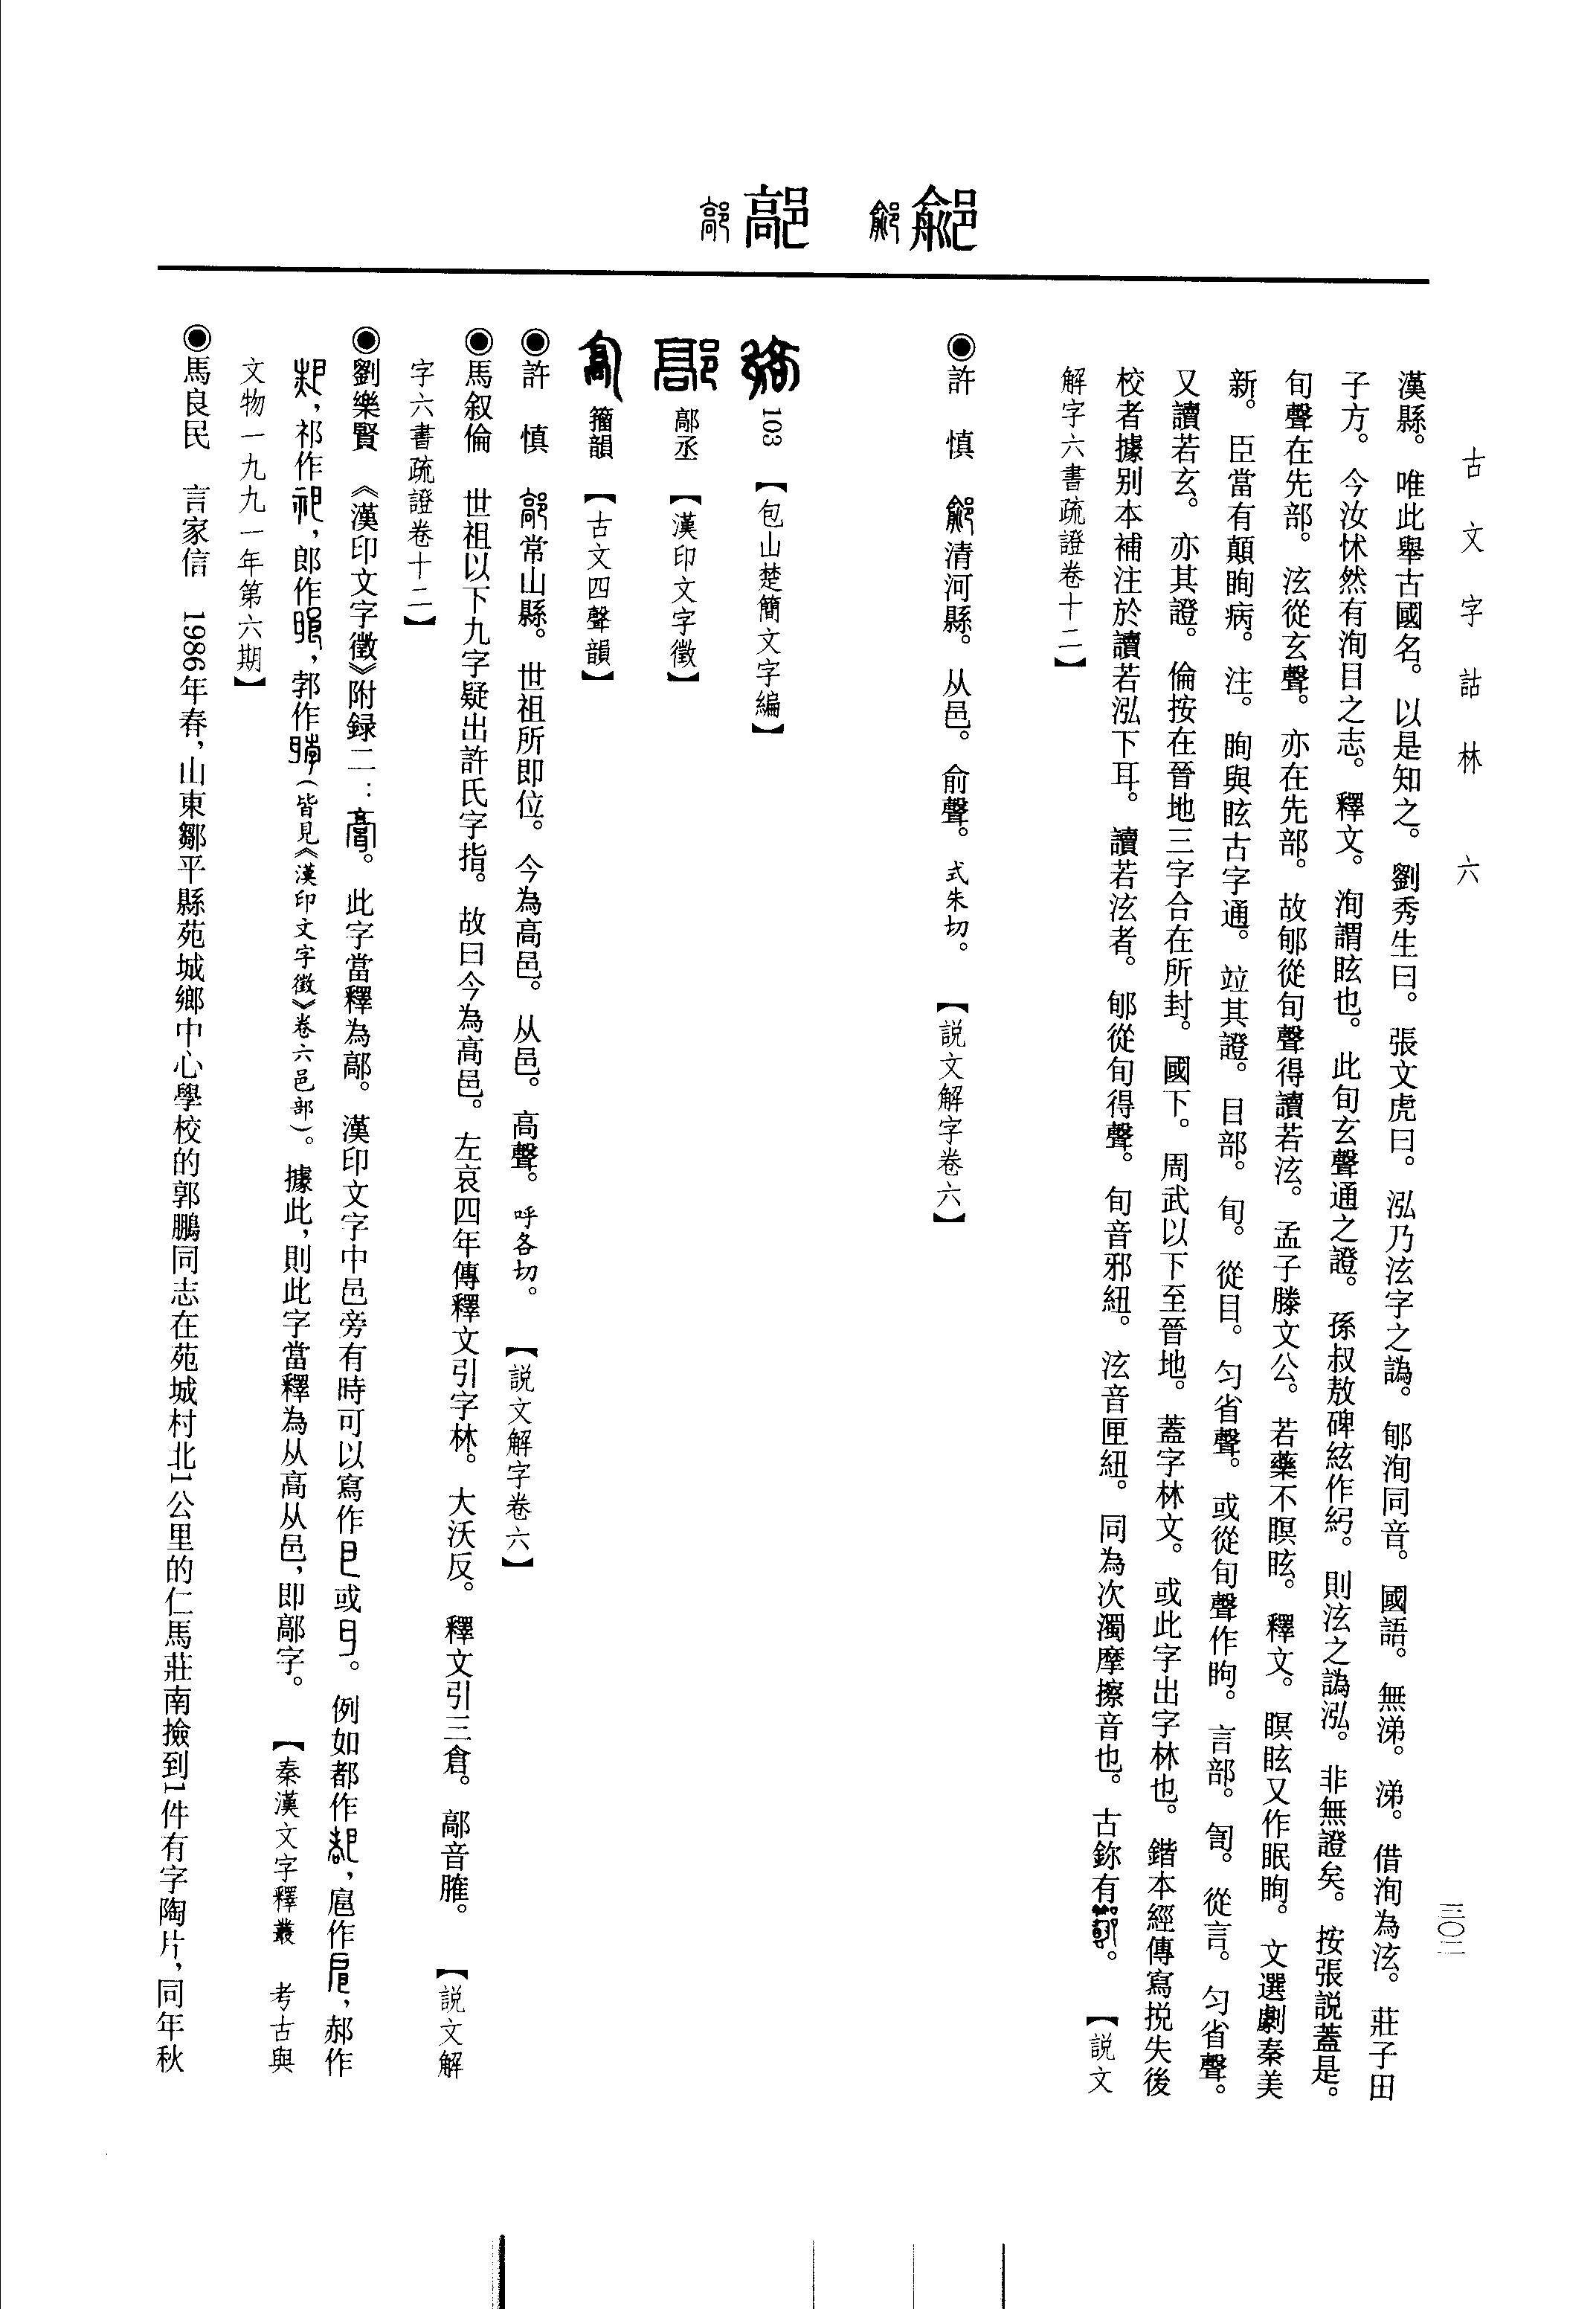 古文字詁林　六
三〇二
鄃
鄗
漢縣。唯此舉古國名。以是知之。劉秀生曰。張文虎曰。泓乃泫字之譌。郇洵同音。國語。無涕。涕。借洵為泫。莊子田
子方。今汝怵然有洵目之志。釋文。洵謂眩也。此旬玄聲通之證。孫叔敖碑絃作紖。則泫之譌泓。非無證矣。按張説蓋是。
旬聲在先部。泫從玄聲。亦在先部。故郇從旬聲得讀若泫。孟子滕文公。若藥不瞑眩。釋文。瞑眩又作眠眴。文選劇秦美
新。臣當有顛眴病。注。眴與眩古字通。竝其證。目部。旬。從目。勻省聲。或從旬聲作眴。言部。訇。從言。勻省聲。
又讀若玄。亦其證。倫按在晉地三字合在所封。國下。周武以下至晉地。蓋字林文。或此字出字林也。鍇本經傳寫挩失後
校者據别本補注於讀若泓下耳。讀若泫者。郇從旬得聲。旬音邪紐。泫音匣紐。同為次濁摩擦音也。古鉨有。【説文
解字六書疏證卷十二】
◉許　慎　鄃清河縣。从邑。俞聲。式朱切。【説文解字卷六】
103【包山楚簡文字編】
鄗丞【漢印文字徵】
籀韻【古文四聲韻】
◉許　慎　鄗常山縣。世祖所即位。今為高邑。从邑。高聲。呼各切。【説文解字卷六】
◉馬叙倫　世祖以下九字疑出許氏字指。故曰今為高邑。左哀四年傳釋文引字林。大沃反。釋文引三倉。鄗音雎。【説文解
字六書疏證卷十二】
◉劉樂賢　《漢印文字徵》附録二：。此字當釋為鄗。漢印文字中邑旁有時可以寫作或。例如都作，扈作，郝作
，祁作，郎作，郭作（皆見《漢印文字徵》卷六邑部）。據此，則此字當釋為从高从邑，即鄗字。【秦漢文字釋叢　考古與
文物一九九一年第六期】
◉馬良民　言家信　1986年春，山東鄒平縣苑城鄉中心學校的郭鵬同志在苑城村北1公里的仁馬莊南撿到1件有字陶片，同年秋